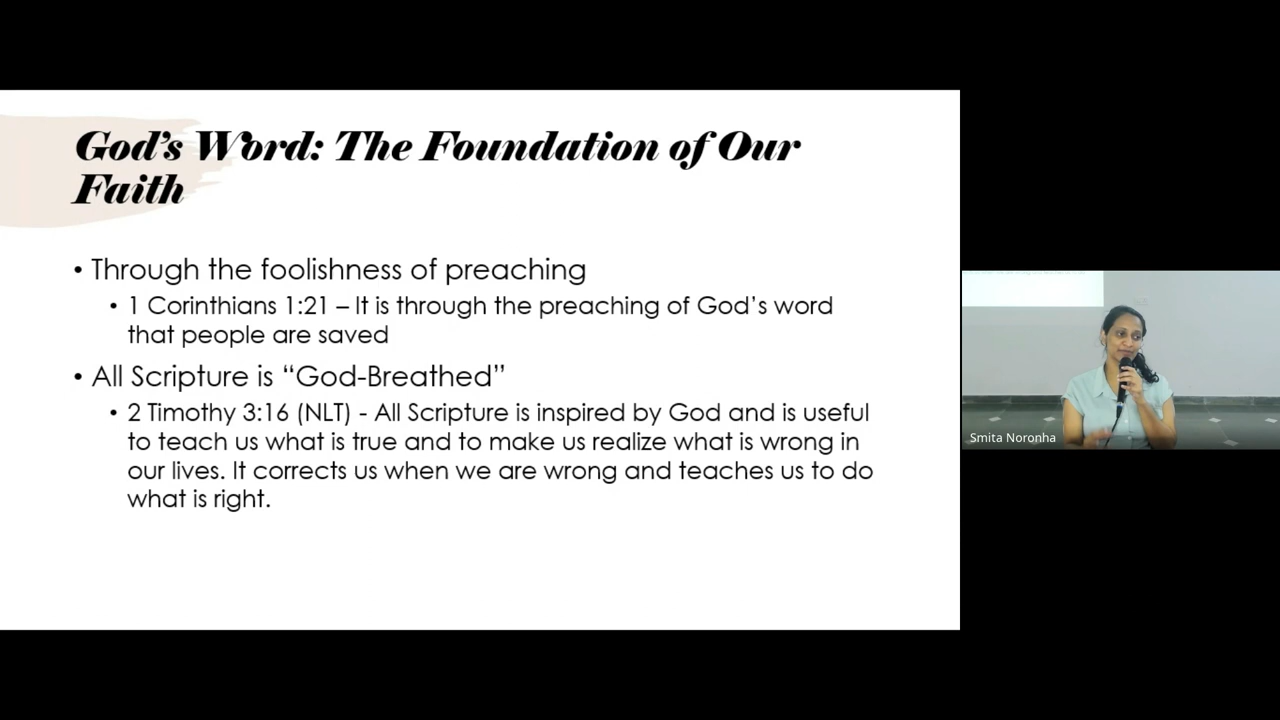 God’s Word: The Foundation of Our
Faith
• Through the foolishness of preaching
• 1 Corinthians 1:21 – It is through the preaching of God’s word
that people are saved
• All Scripture is “God-Breathed”
• 2 Timothy 3:16 (NLT) - All Scripture is inspired by God and is useful
to teach us what is true and to make us realize what is wrong in
our lives. It corrects us when we are wrong and teaches us to do
what is right.
Smita Noronha